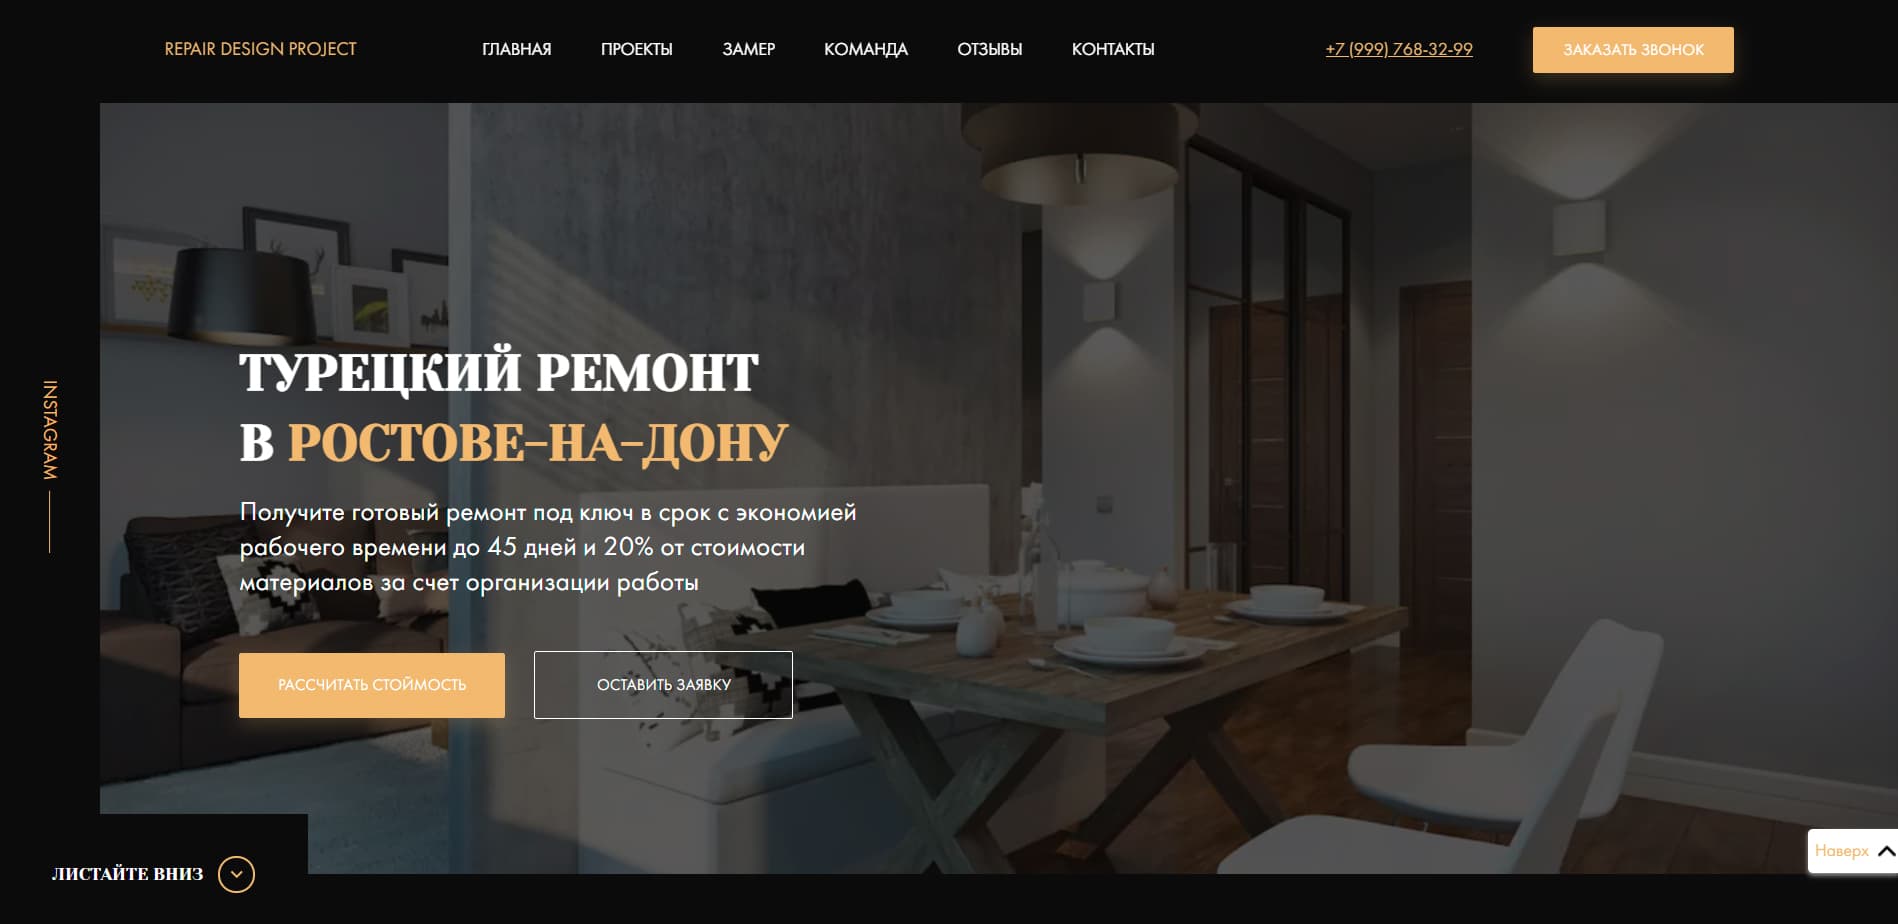 REPAIR DESIGN PROJECT
ГЛАВНАЯ
ПРОЕКТЫ
ЗАМЕР
КОМАНДА
ОТЗЫВЫ
КОНТАКТЫ
+7 (999) 768-32-99
ЗАКАЗАТЬ ЗВОНОК
INSTAGRAM
ТУРЕЦКИЙ РЕМОНТ
В РОСТОВЕ-НА-ДОНУ
Получите готовый ремонт под ключ в срок с экономией
рабочего времени до 45 дней и 20% от стоимости
материалов за счет организации работы
РАССЧИТАТЬ СТОЙМОСТЬ
ОСТАВИТЬ ЗАЯВКУ
ЛИСТАЙТЕ ВНИЗ
Наверх